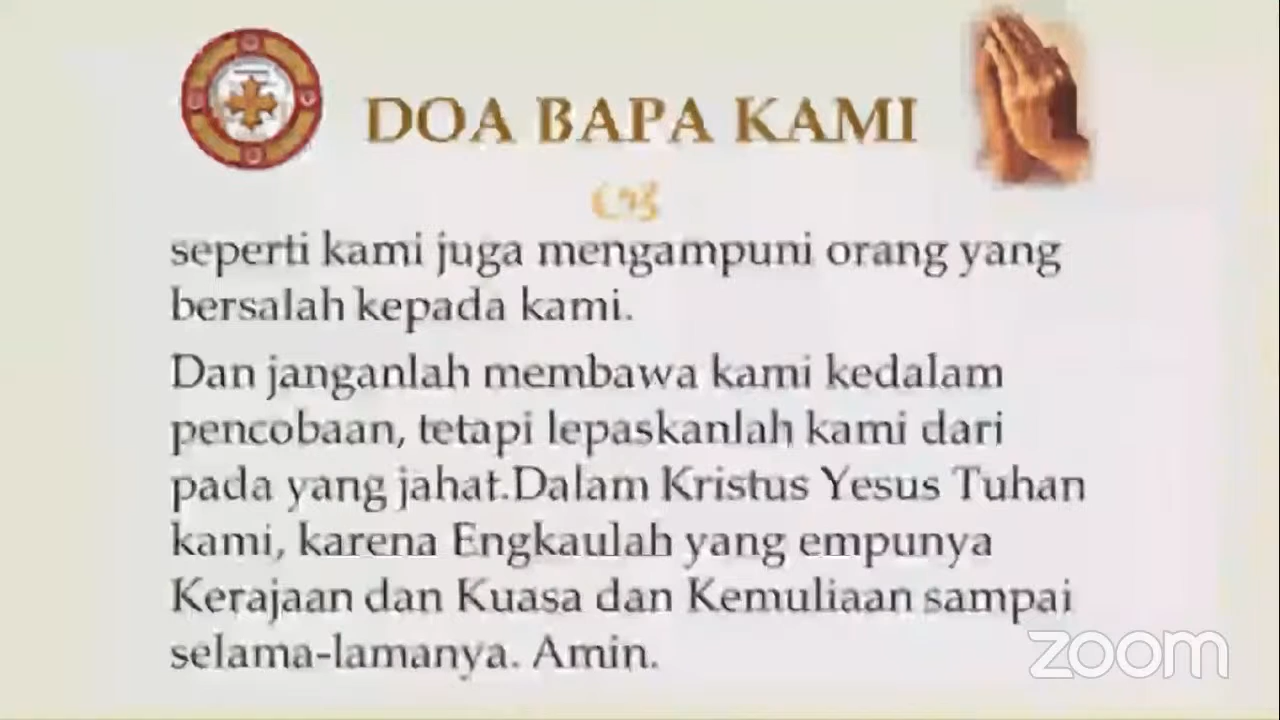 DOA BAPA KAMI
seperti kami juga mengampuni orang yang
bersalah kepada kami.
Dan janganlah membawa kami kedalam
pencobaan, tetapi lepaskanlah kami dari
pada yang jahat.Dalam Kristus Yesus Tuhan
kami, karena Engkaulah yang empunya
Kerajaan dan Kuasa dan Kemuliaan sampai
selama-lamanya. Amin.
zoom